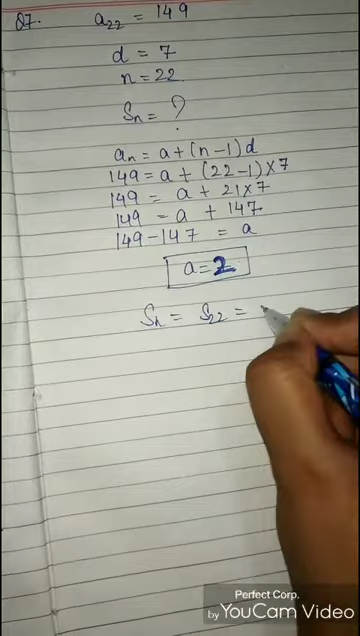 Q7. a₂₂ = 149
d = 7
n = 22
Sₙ = ?
aₙ = a + (n-1)d
149 = a + (22-1)×7
149 = a + 21×7
149 = a + 147
149-147 = a
a = 2
Sₙ = S₂₂ =
Perfect Corp.
by YouCam Video